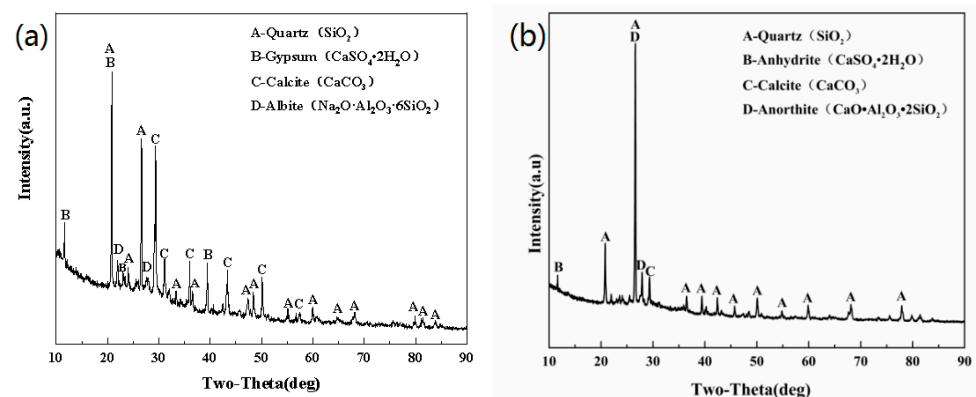 (a)
A-Quartz (SiO₂)
B-Gypsum (CaSO₄•2H₂O)
C-Calcite (CaCO₃)
D-Albite (Na₂O·Al₂O₃·6SiO₂)
A
B
A
C
B
D
B
A
D
C
A
C
A
B
C
A
A
C
A
C
A
A
A
A
A
A
Intensity(a.u.)
10
20
30
40
50
60
70
80
90
Two-Theta(deg)
(b)
A-Quartz (SiO₂)
B-Anhydrite (CaSO₄•2H₂O)
C-Calcite (CaCO₃)
D-Anorthite (CaO•Al₂O₃•2SiO₂)
A
D
B
A
D
C
A
A
A
A
A
A
A
A
A
Intensity(a.u)
10
20
30
40
50
60
70
80
90
Two-Theta(deg)